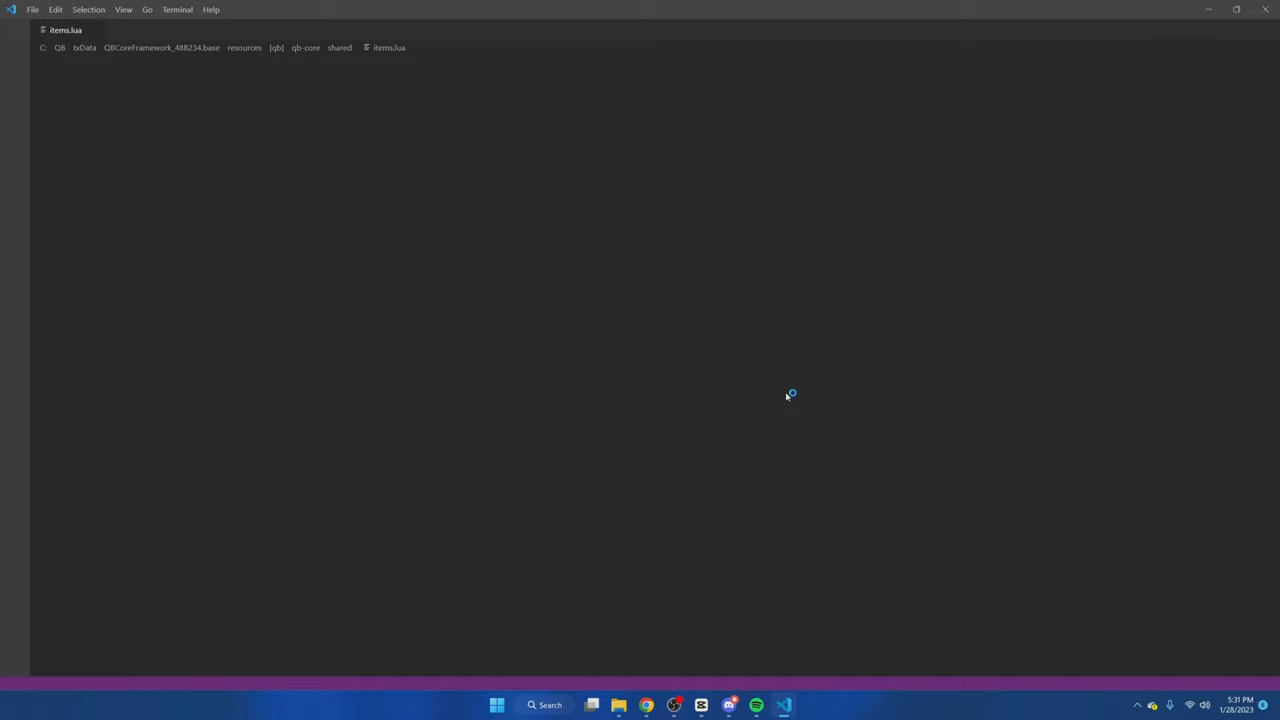 File Edit Selection View Go Terminal Help
items.lua
C: QB txData QBCoreFramework_48B234.base resources [qb] qb-core shared items.lua
Search
5:31 PM
1/28/2023